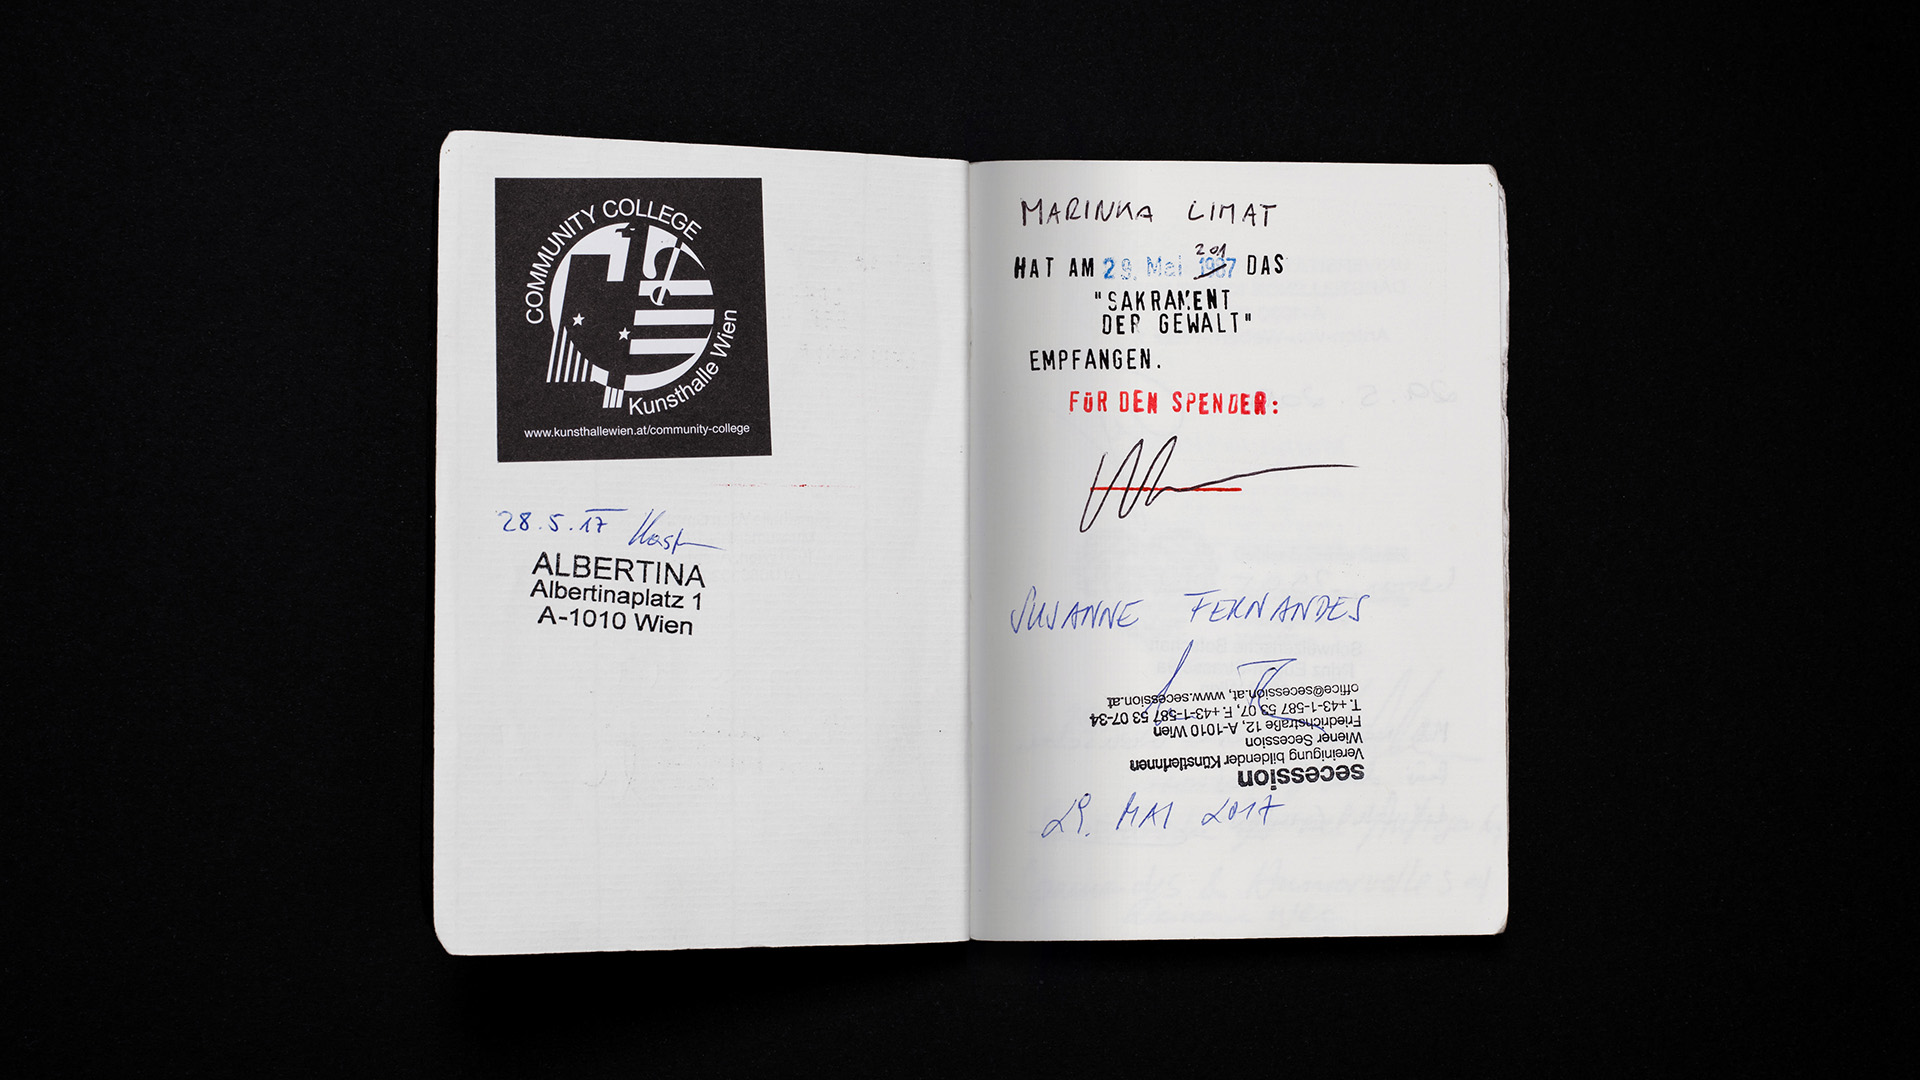 COMMUNITY COLLEGE
Kunsthalle Wien
www.kunsthallewien.at/community-college
28.5.17
ALBERTINA
Albertinaplatz 1
A-1010 Wien
MARINKA LIMAT
201
HAT AM 29. Mai 1987 DAS
"SAKRAMENT
DER GEWALT"
EMPFANGEN.
FÜR DEN SPENDER:
SUSANNE FERNANDES
secession
Vereinigung bildender KünstlerInnen
Wiener Secession
Friedrichstraße 12, A-1010 Wien
T. +43-1-587 53 07, F. +43-1-587 53 07-34
office@secession.at, www.secession.at
29. MAI 2017